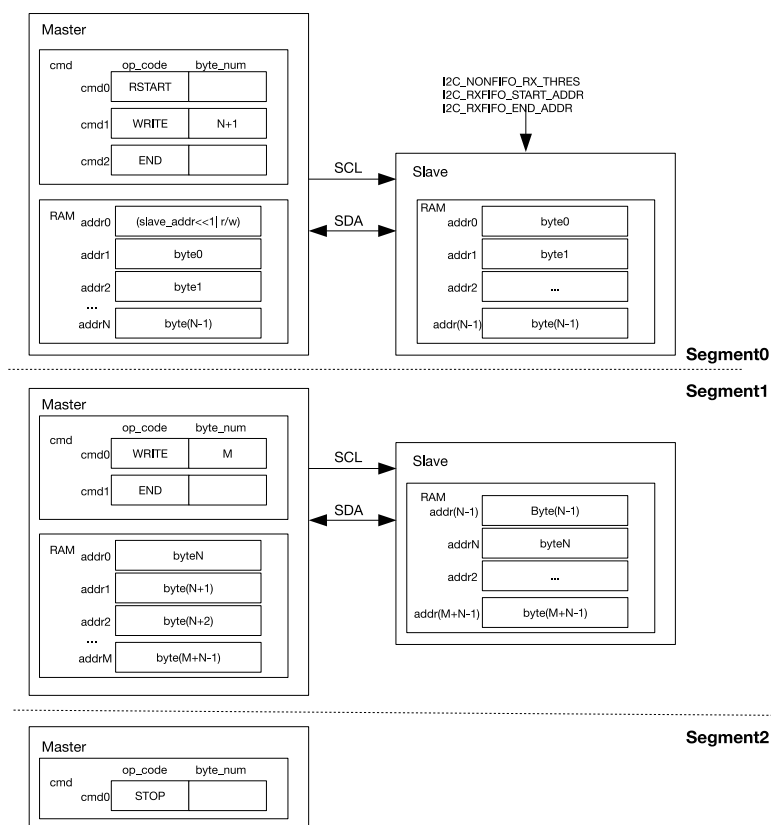 Master
cmd op_code byte_num
cmd0 RSTART
cmd1 WRITE N+1
cmd2 END
RAM addr0 (slave_addr<<1| r/w)
addr1 byte0
addr2 byte1
...
addrN byte(N-1)
SCL
SDA
I2C_NONFIFO_RX_THRES
I2C_RXFIFO_START_ADDR
I2C_RXFIFO_END_ADDR
Slave
RAM
addr0 byte0
addr1 byte1
addr2 ...
addr(N-1) byte(N-1)
Segment0
Segment1
Master
op_code byte_num
cmd
cmd0 WRITE M
cmd1 END
RAM addr0 byteN
addr1 byte(N+1)
addr2 byte(N+2)
...
addrM byte(M+N-1)
SCL
SDA
Slave
RAM
addr(N-1) Byte(N-1)
addrN byteN
addr2 ...
addr(M+N-1) byte(M+N-1)
Segment2
Master
op_code byte_num
cmd
cmd0 STOP